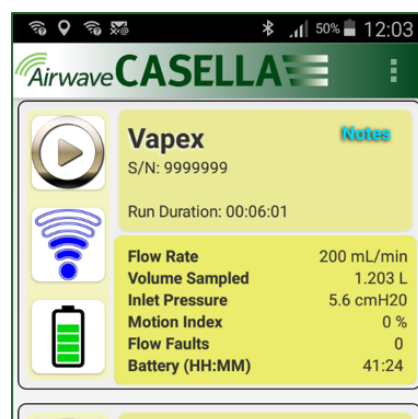 50% 12:03
Airwave CASELLA
Vapex Notes
S/N: 9999999
Run Duration: 00:06:01
Flow Rate 200 mL/min
Volume Sampled 1.203 L
Inlet Pressure 5.6 cmH20
Motion Index 0 %
Flow Faults 0
Battery (HH:MM) 41:24